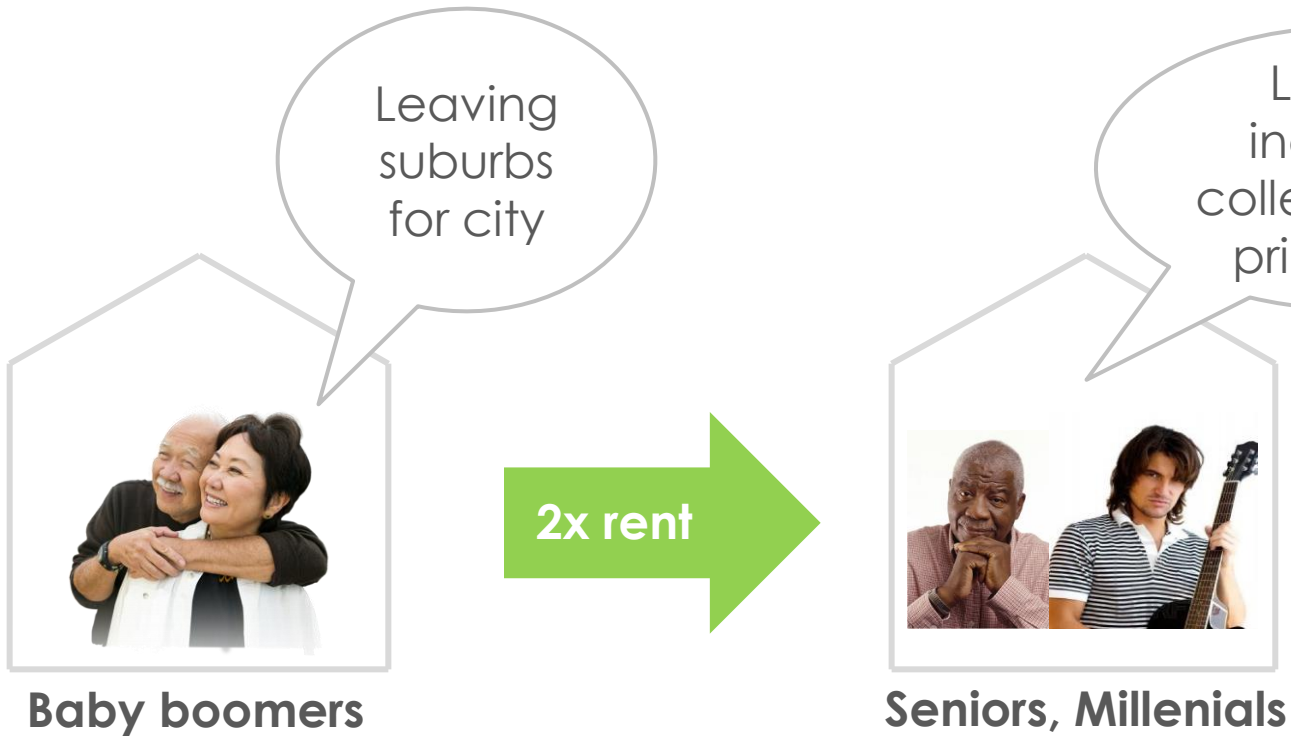 Leaving
suburbs
for city
2x rent
Baby boomers
Seniors, Millenials